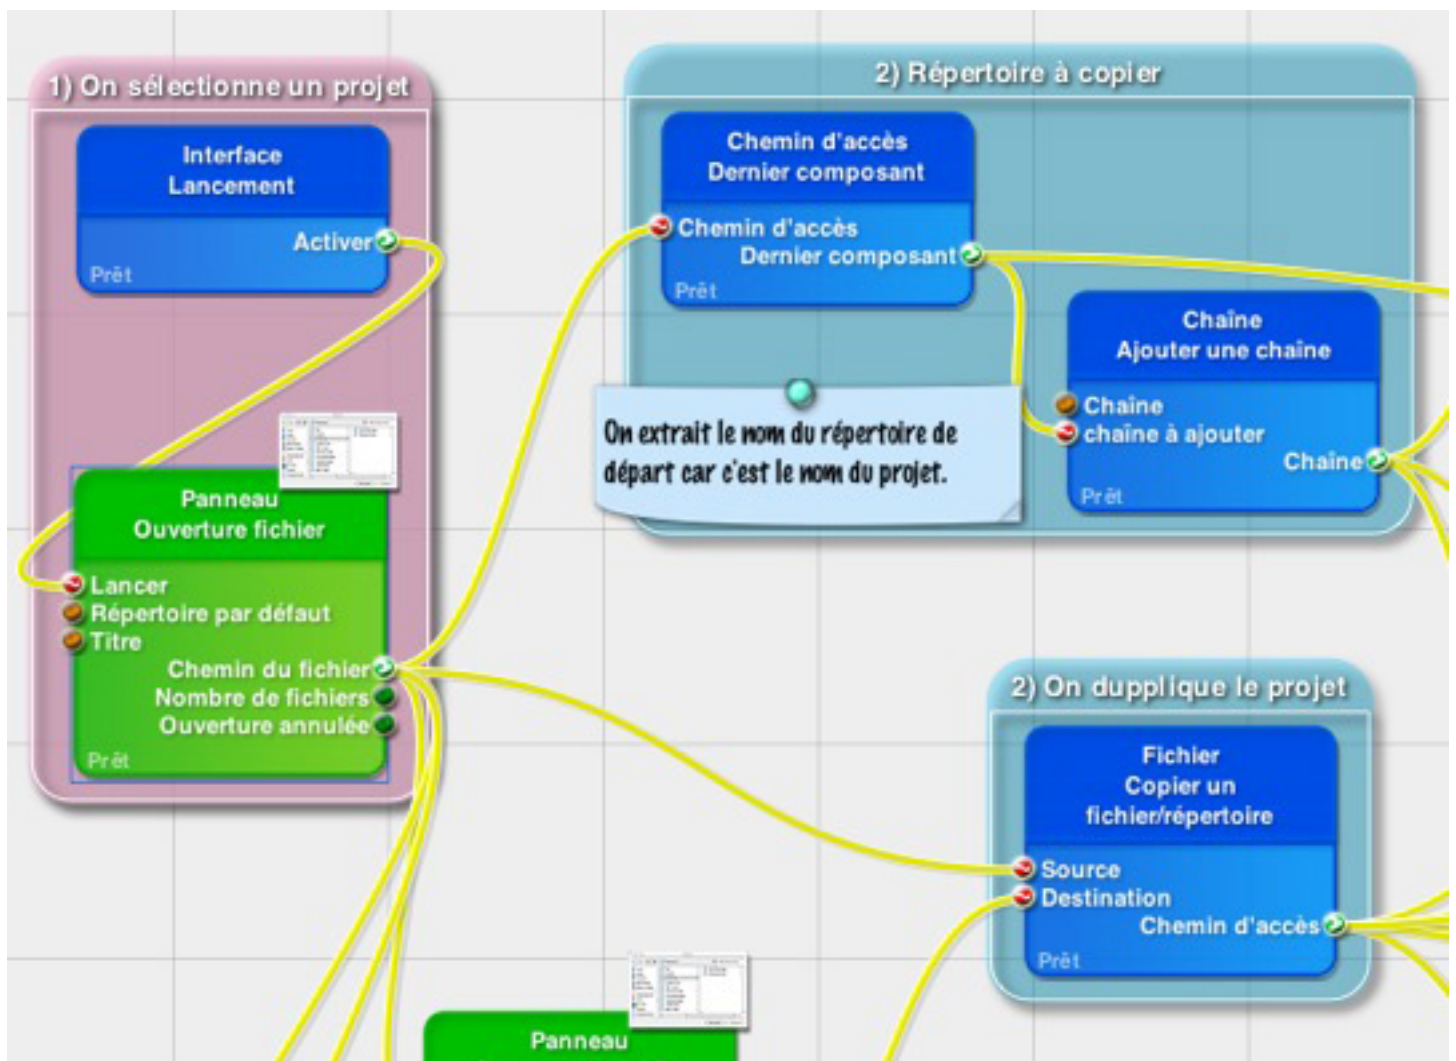 1) On sélectionne un projet
Interface
Lancement
Activer
Prêt
Panneau
Ouverture fichier
Lancer
Répertoire par défaut
Titre
Chemin du fichier
Nombre de fichiers
Ouverture annulée
Prêt
2) Répertoire à copier
Chemin d'accès
Dernier composant
Chemin d'accès
Dernier composant
Prêt
Chaîne
Ajouter une chaîne
Chaîne
chaîne à ajouter
Chaîne
Prêt
On extrait le nom du répertoire de
départ car c'est le nom du projet.
2) On dupplique le projet
Fichier
Copier un
fichier/répertoire
Source
Destination
Chemin d'accès
Prêt
Panneau